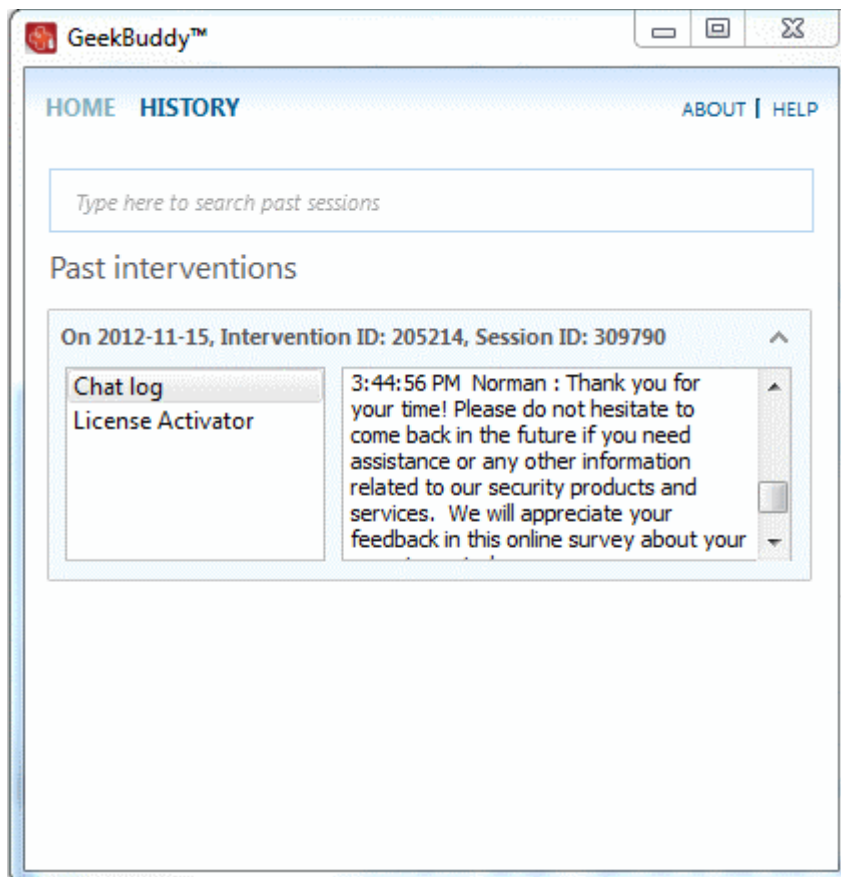 GeekBuddy™
HOME HISTORY ABOUT HELP
Type here to search past sessions
Past interventions
On 2012-11-15, Intervention ID: 205214, Session ID: 309790
Chat log
License Activator
3:44:56 PM Norman : Thank you for
your time! Please do not hesitate to
come back in the future if you need
assistance or any other information
related to our security products and
services. We will appreciate your
feedback in this online survey about your